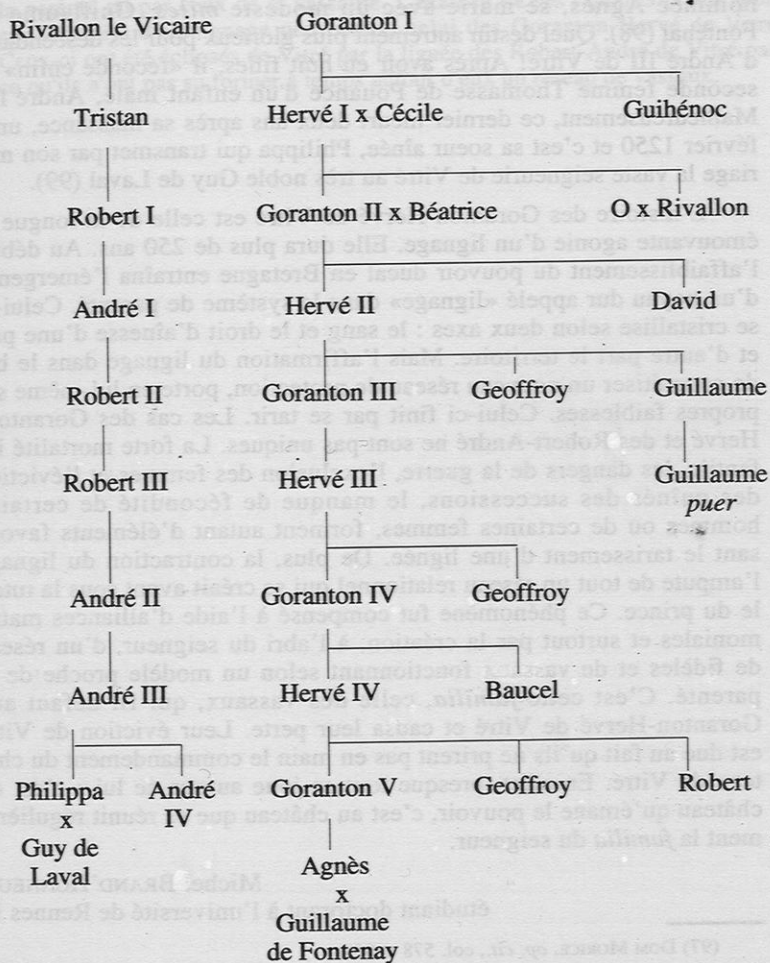 Rivallon le Vicaire Goranton I
Tristan Hervé I x Cécile Guihénoc
Robert I Goranton II x Béatrice O x Rivallon
André I Hervé II David
Robert II Goranton III Geoffroy Guillaume
Robert III Hervé III Guillaume
puer
André II Goranton IV Geoffroy
André III Hervé IV Baucel
Philippa André Goranton V Geoffroy Robert
x IV
Guy de
Laval Agnès
x
Guillaume
de Fontenay